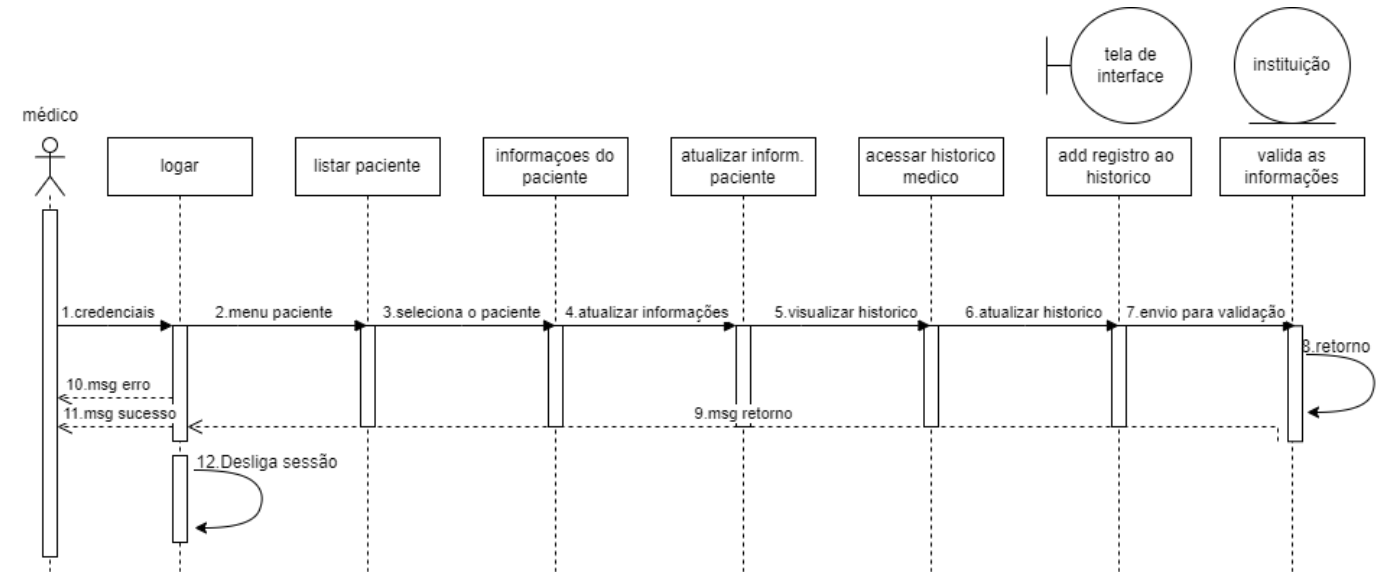 tela de
interface
instituição
médico
logar
listar paciente
informaçoes do
paciente
atualizar inform.
paciente
acessar historico
medico
add registro ao
historico
valida as
informações
1.credenciais
2.menu paciente
3.seleciona o paciente
4.atualizar informações
5.visualizar historico
6.atualizar historico
7.envio para validação
8.retorno
10.msg erro
11.msg sucesso
9.msg retorno
12.Desliga sessão